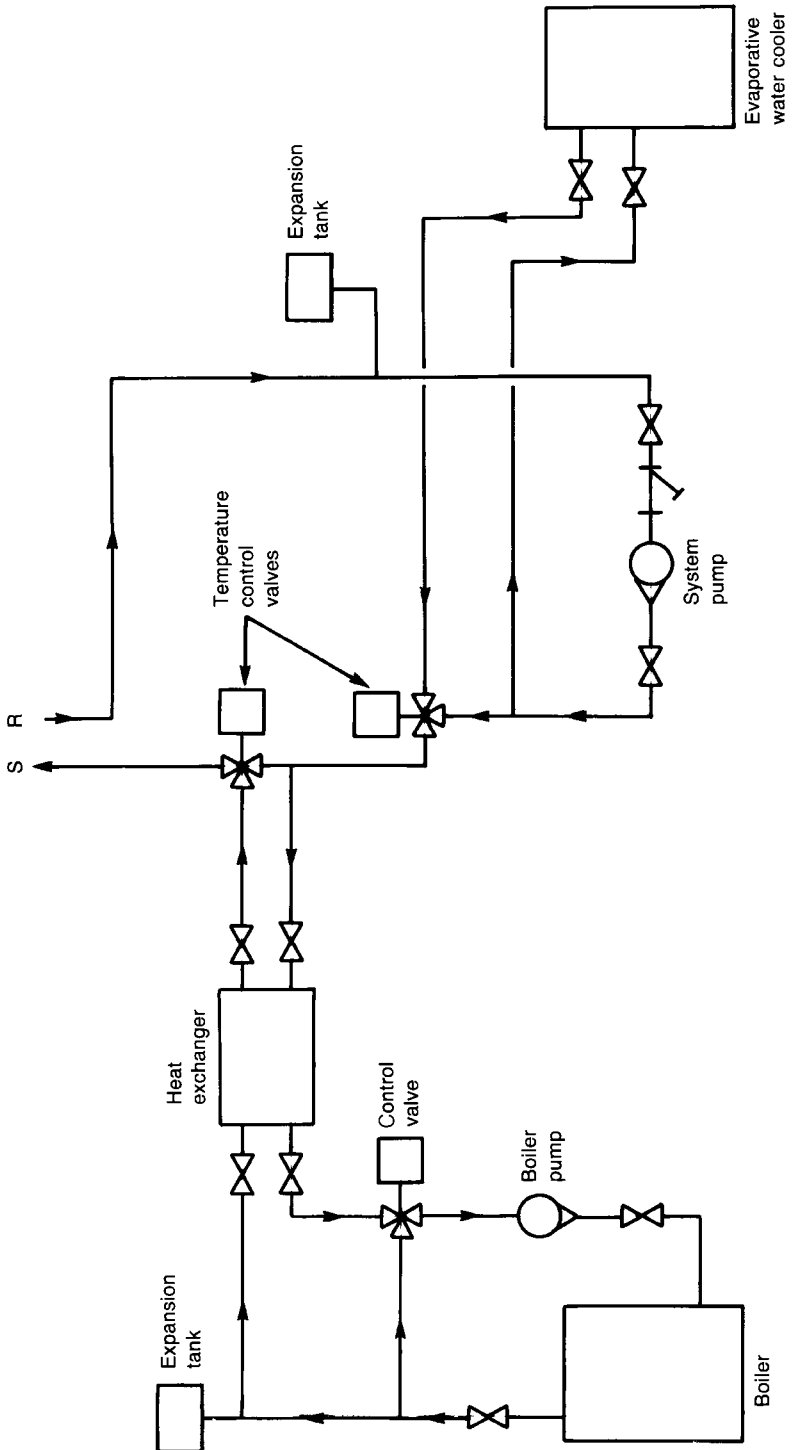 S
R
Expansion
tank
Temperature
control
valves
Heat
exchanger
Expansion
tank
Control
valve
Boiler
pump
Boiler
System
pump
Evaporative
water cooler